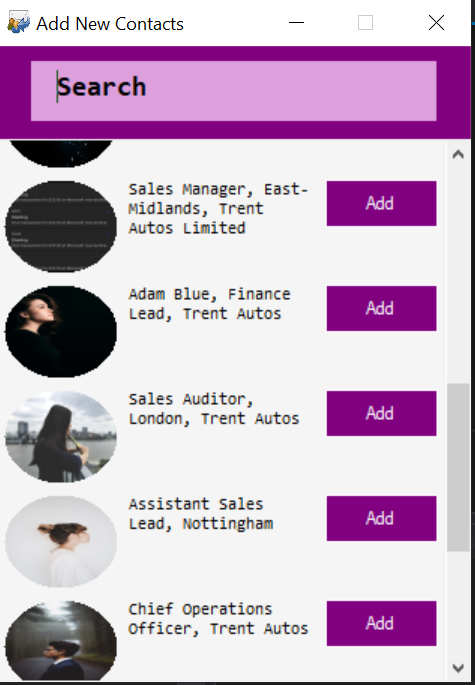 Add New Contacts
Search
Sales Manager, East-
Midlands, Trent
Autos Limited
Add
Adam Blue, Finance
Lead, Trent Autos
Add
Sales Auditor,
London, Trent Autos
Add
Assistant Sales
Lead, Nottingham
Add
Chief Operations
Officer, Trent Autos
Add